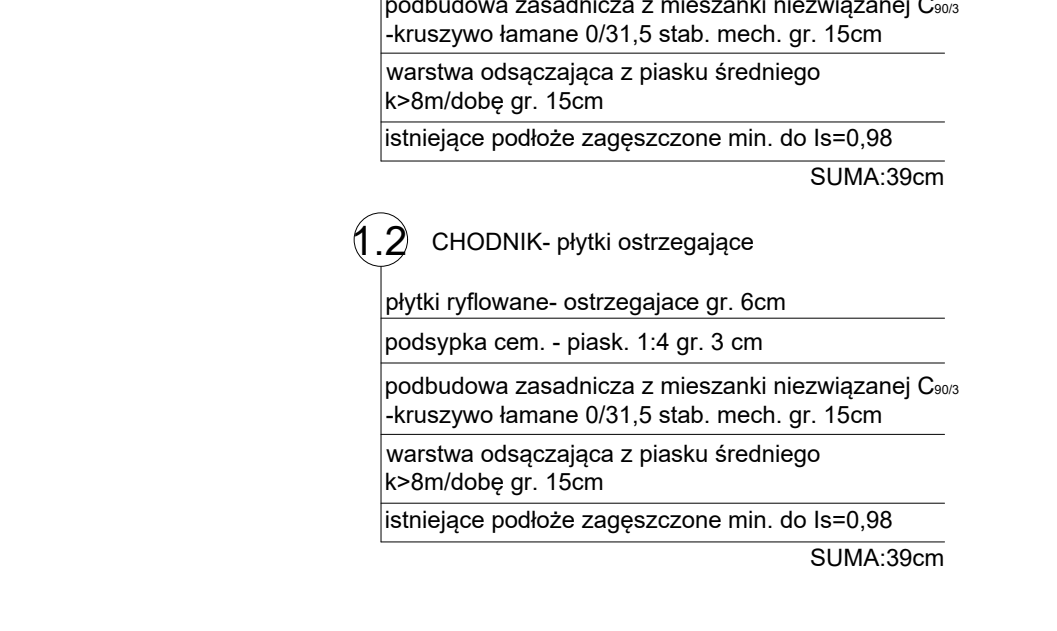 podbudowa zasadnicza z mieszanki niezwiązanej C90/3
-kruszywo łamane 0/31,5 stab. mech. gr. 15cm
warstwa odsączająca z piasku średniego
k>8m/dobę gr. 15cm
istniejące podłoże zagęszczone min. do Is=0,98
SUMA:39cm
1.2 CHODNIK- płytki ostrzegające
płytki ryflowane- ostrzegajace gr. 6cm
podsypka cem. - piask. 1:4 gr. 3 cm
podbudowa zasadnicza z mieszanki niezwiązanej C90/3
-kruszywo łamane 0/31,5 stab. mech. gr. 15cm
warstwa odsączająca z piasku średniego
k>8m/dobę gr. 15cm
istniejące podłoże zagęszczone min. do Is=0,98
SUMA:39cm